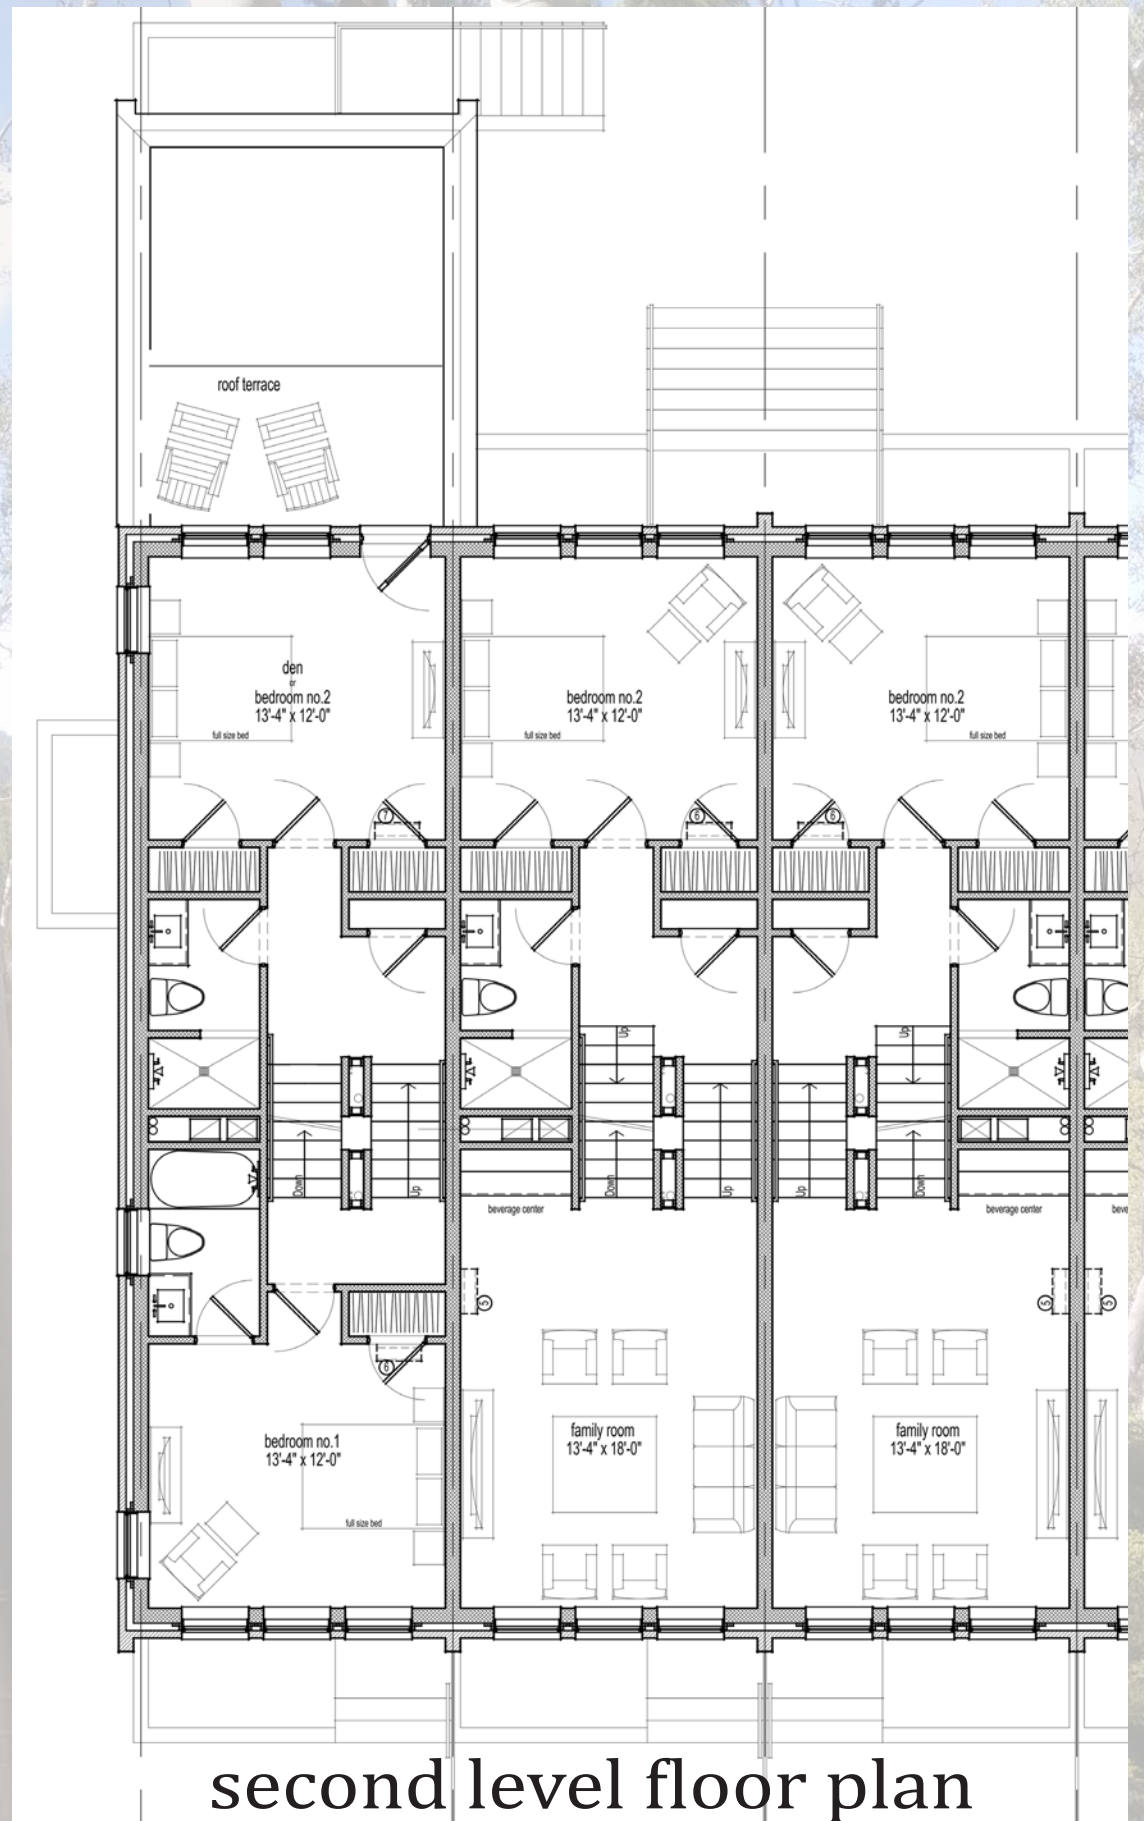 roof terrace
den
or
bedroom no.2
13'-4" x 12'-0"
full size bed
bedroom no.2
13'-4" x 12'-0"
full size bed
bedroom no.2
13'-4" x 12'-0"
full size bed
7
6
6
Up
Up
Down
Up
Down
Up
Up
Down
beverage center
beverage center
beve
5
5
5
6
bedroom no.1
13'-4" x 12'-0"
full size bed
family room
13'-4" x 18'-0"
family room
13'-4" x 18'-0"
second level floor plan